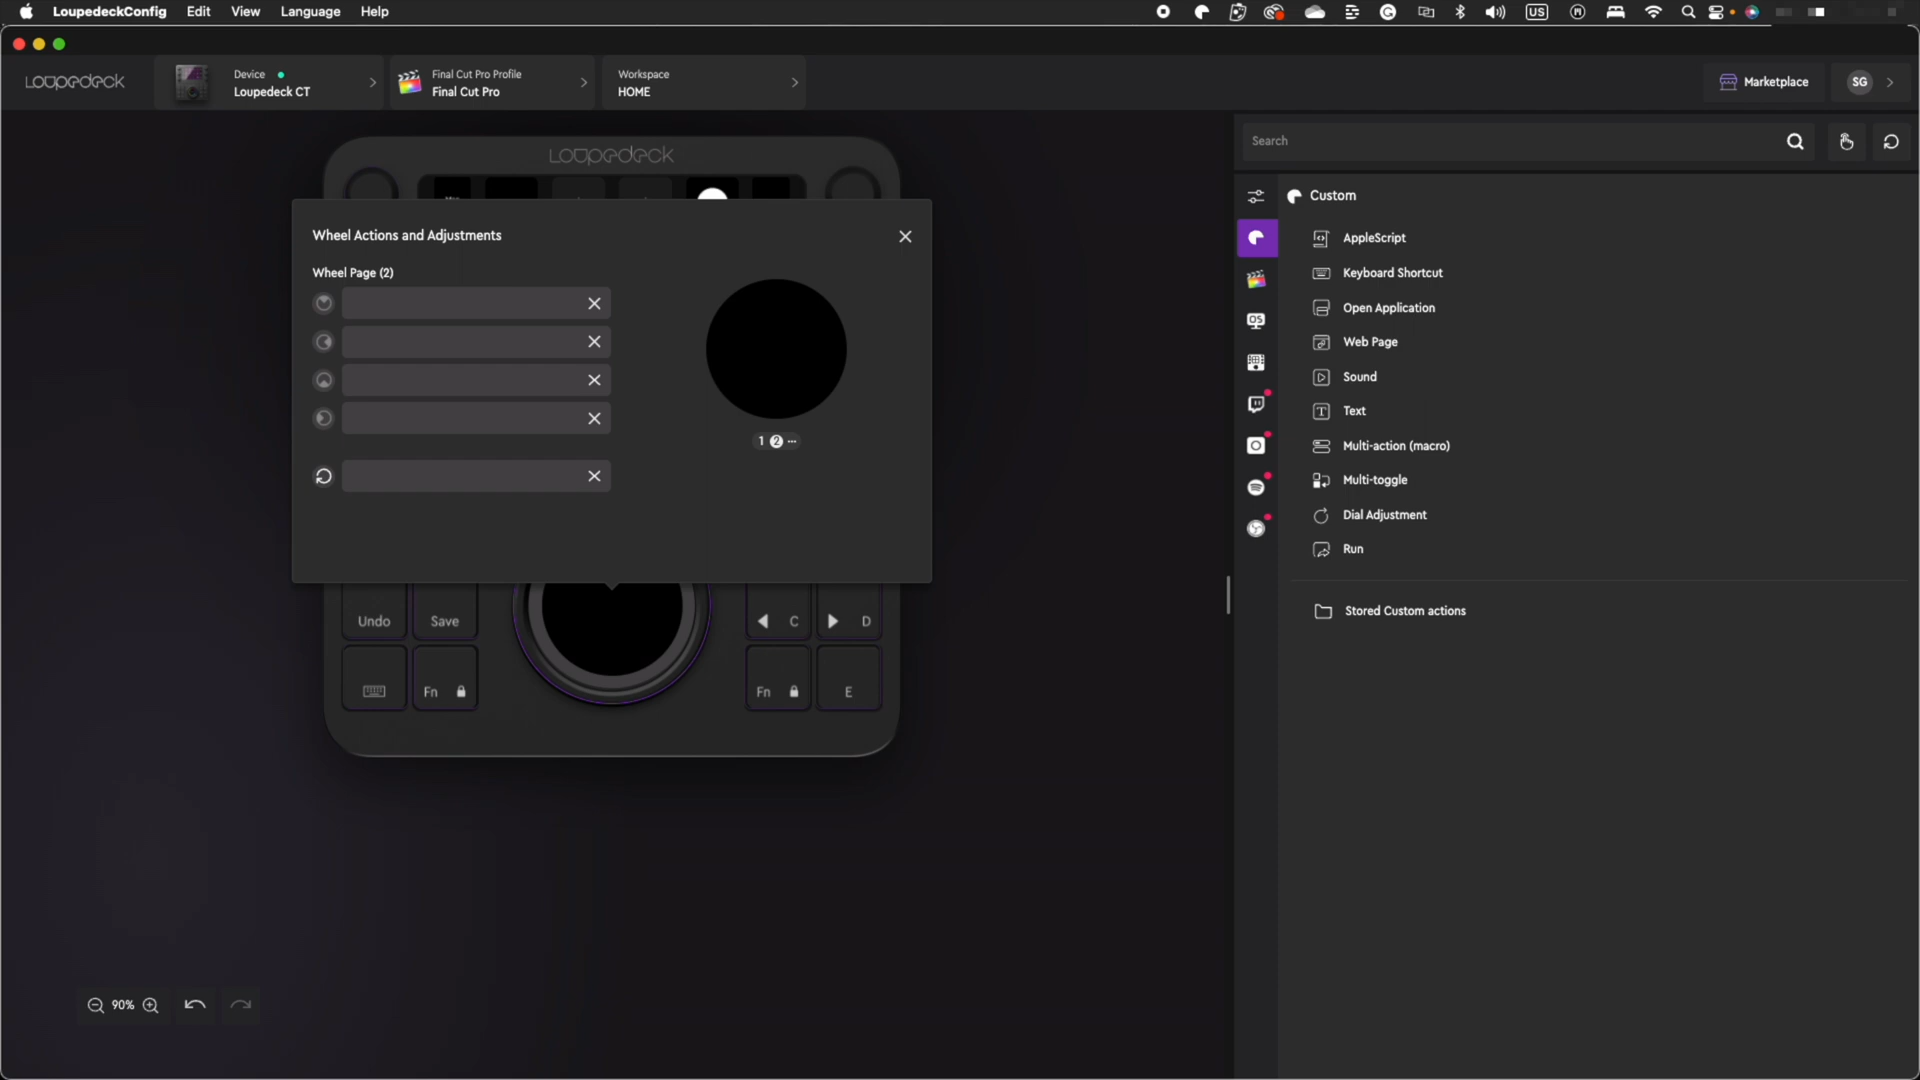 LoupedeckConfig Edit View Language Help
US
Loupedeck
Device
Loupedeck CT
Final Cut Pro Profile
Final Cut Pro
Workspace
HOME
Marketplace
SG
Loupedeck
Search
Custom
AppleScript
Keyboard Shortcut
Open Application
Web Page
Sound
Text
Multi-action (macro)
Multi-toggle
Dial Adjustment
Run
Stored Custom actions
OS
Wheel Actions and Adjustments
Wheel Page (2)
1 2
Undo
Save
C
D
Fn
Fn
E
90%